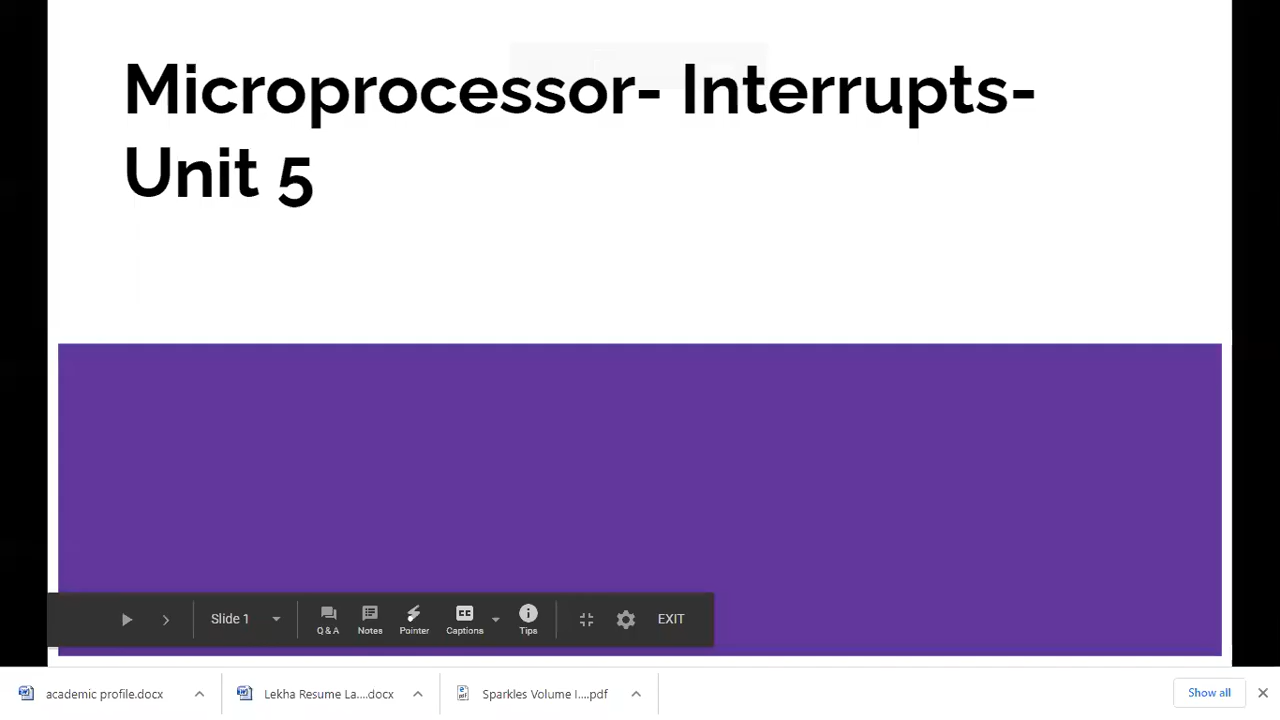 Microprocessor- Interrupts-
Unit 5
Slide 1
Q & A
Notes
Pointer
CC
Captions
Tips
EXIT
academic profile.docx
Lekha Resume La....docx
Sparkles Volume I....pdf
Show all